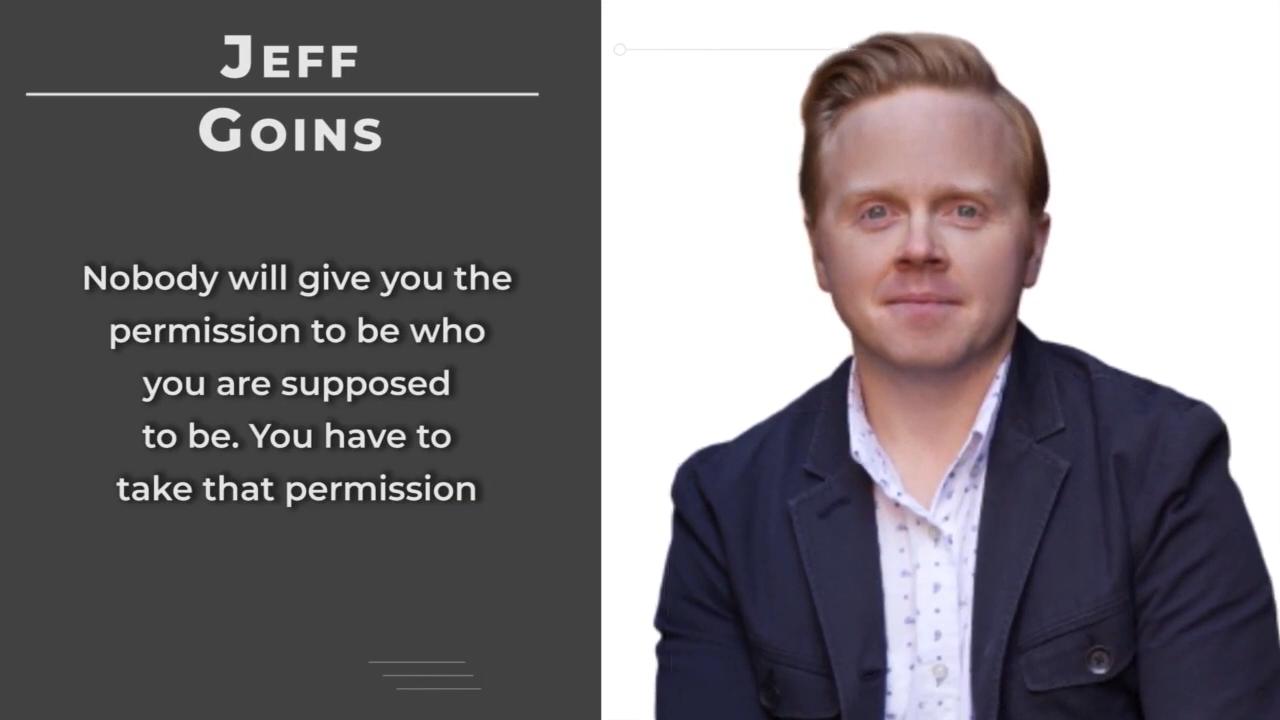 Jeff
Goins
Nobody will give you the
permission to be who
you are supposed
to be. You have to
take that permission